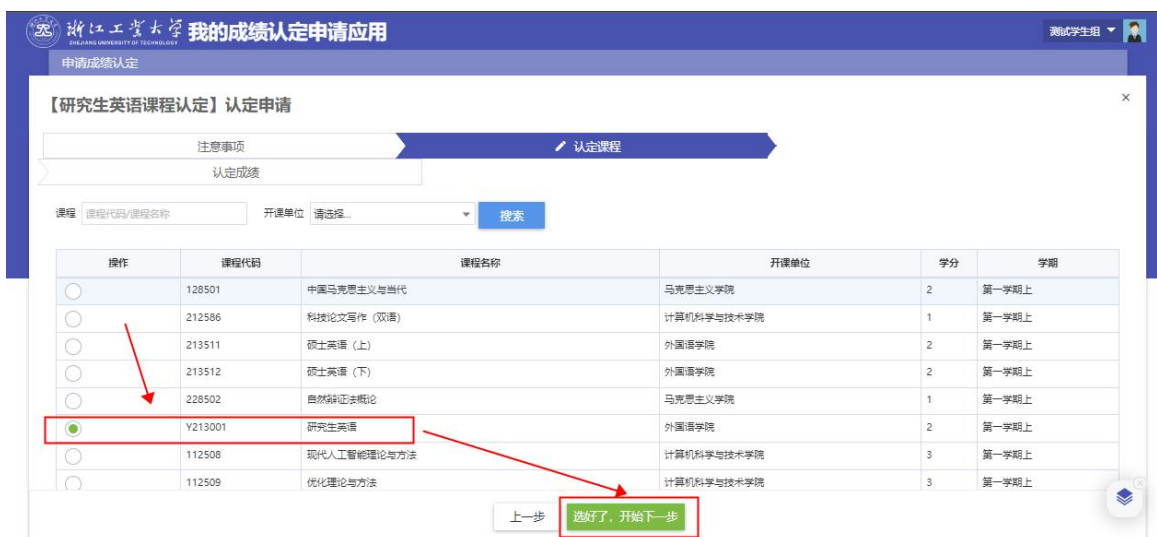 浙江工业大学 我的成绩认定申请应用 测试学生组
ZHEJIANG UNIVERSITY OF TECHNOLOGY
申请成绩认定
【研究生英语课程认定】认定申请 ×
注意事项 认定课程
认定成绩
课程 课程代码/课程名称 开课单位 请选择... 搜索
操作 课程代码 课程名称 开课单位 学分 学期
128501 中国马克思主义与当代 马克思主义学院 2 第一学期上
212586 科技论文写作（双语） 计算机科学与技术学院 1 第一学期上
213511 硕士英语（上） 外国语学院 2 第一学期上
213512 硕士英语（下） 外国语学院 2 第一学期上
228502 自然辩证法概论 马克思主义学院 1 第一学期上
Y213001 研究生英语 外国语学院 2 第一学期上
112508 现代人工智能理论与方法 计算机科学与技术学院 3 第一学期上
112509 优化理论与方法 计算机科学与技术学院 3 第一学期上
上一步 选好了，开始下一步